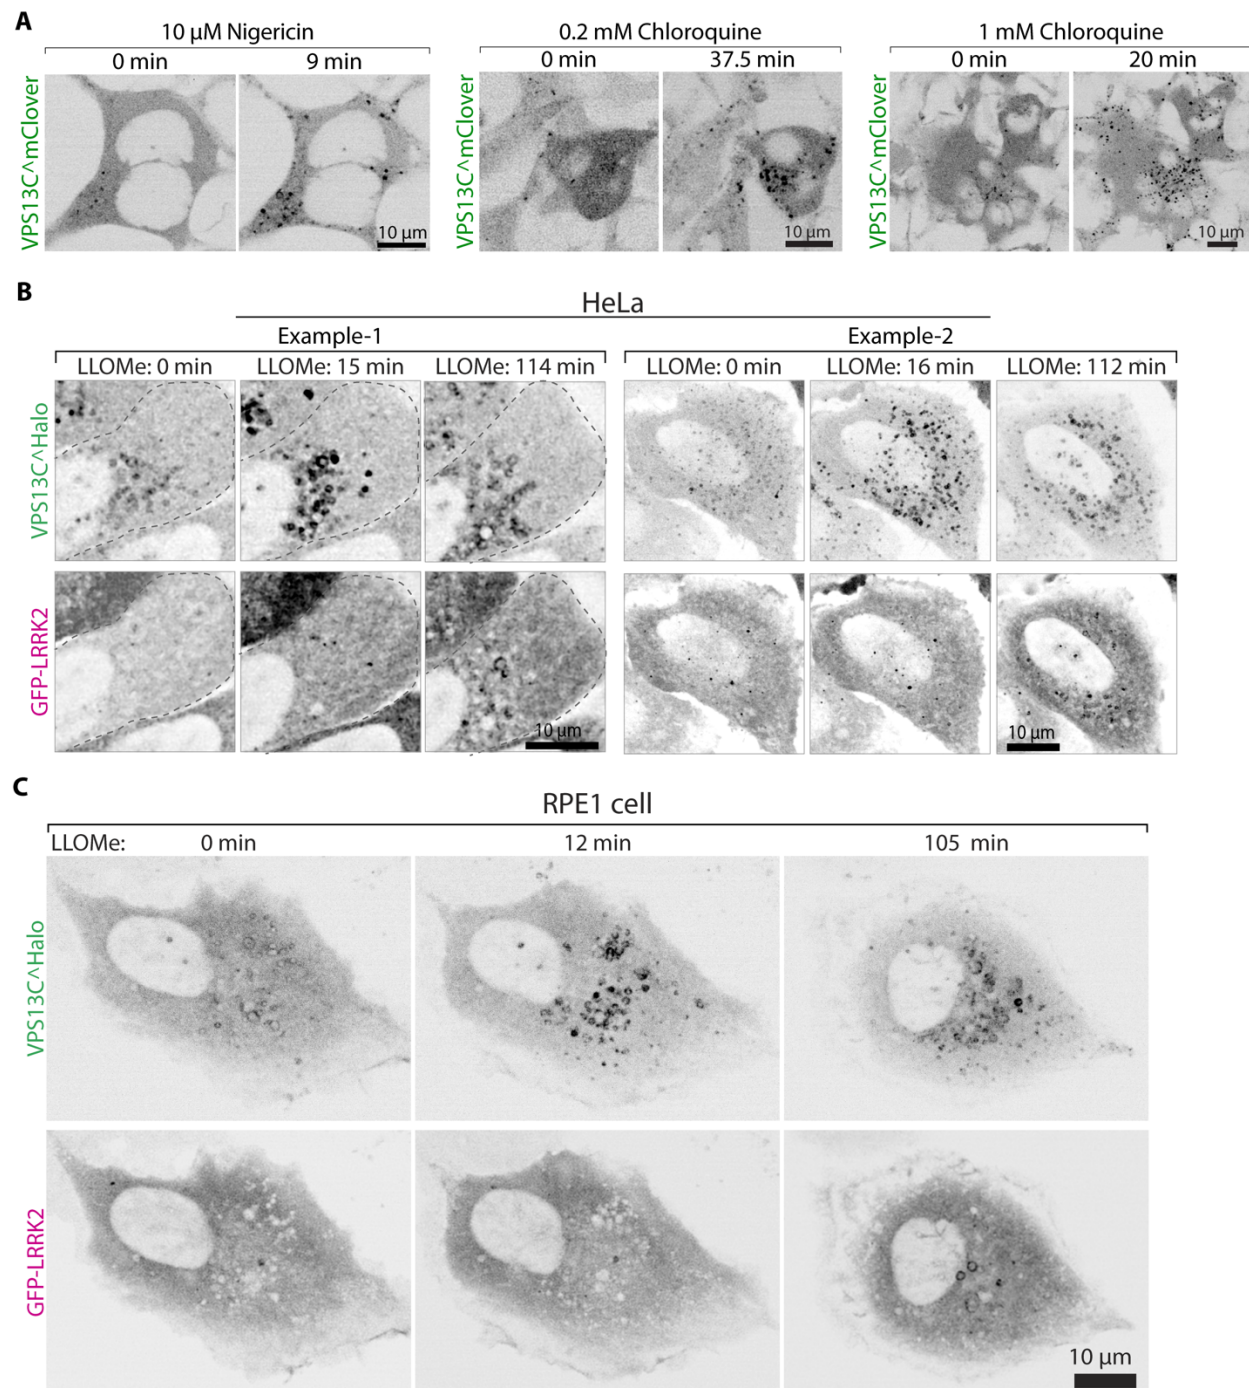 A
10 µM Nigericin
0.2 mM Chloroquine
1 mM Chloroquine
0 min
9 min
0 min
37.5 min
0 min
20 min
VPS13C^mClover
VPS13C^mClover
VPS13C^mClover
10 µm
10 µm
10 µm
B
HeLa
Example-1
Example-2
LLOMe: 0 min
LLOMe: 15 min
LLOMe: 114 min
LLOMe: 0 min
LLOMe: 16 min
LLOMe: 112 min
VPS13C^Halo
GFP-LRRK2
10 µm
10 µm
C
RPE1 cell
LLOMe:
0 min
12 min
105 min
VPS13C^Halo
GFP-LRRK2
10 µm